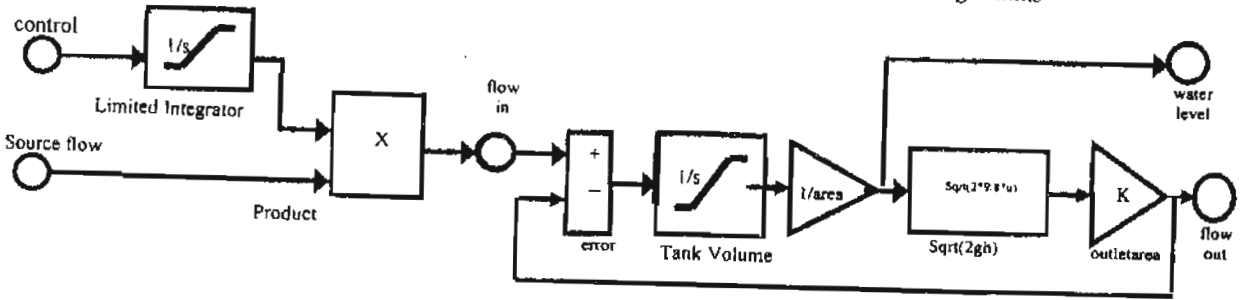 control
1/s
Limited Integrator
Source flow
X
Product
flow
in
+
−
error
1/s
Tank Volume
1/area
water
level
Sqrt(2*9.8*u)
Sqrt(2gh)
K
outletarea
flow
out